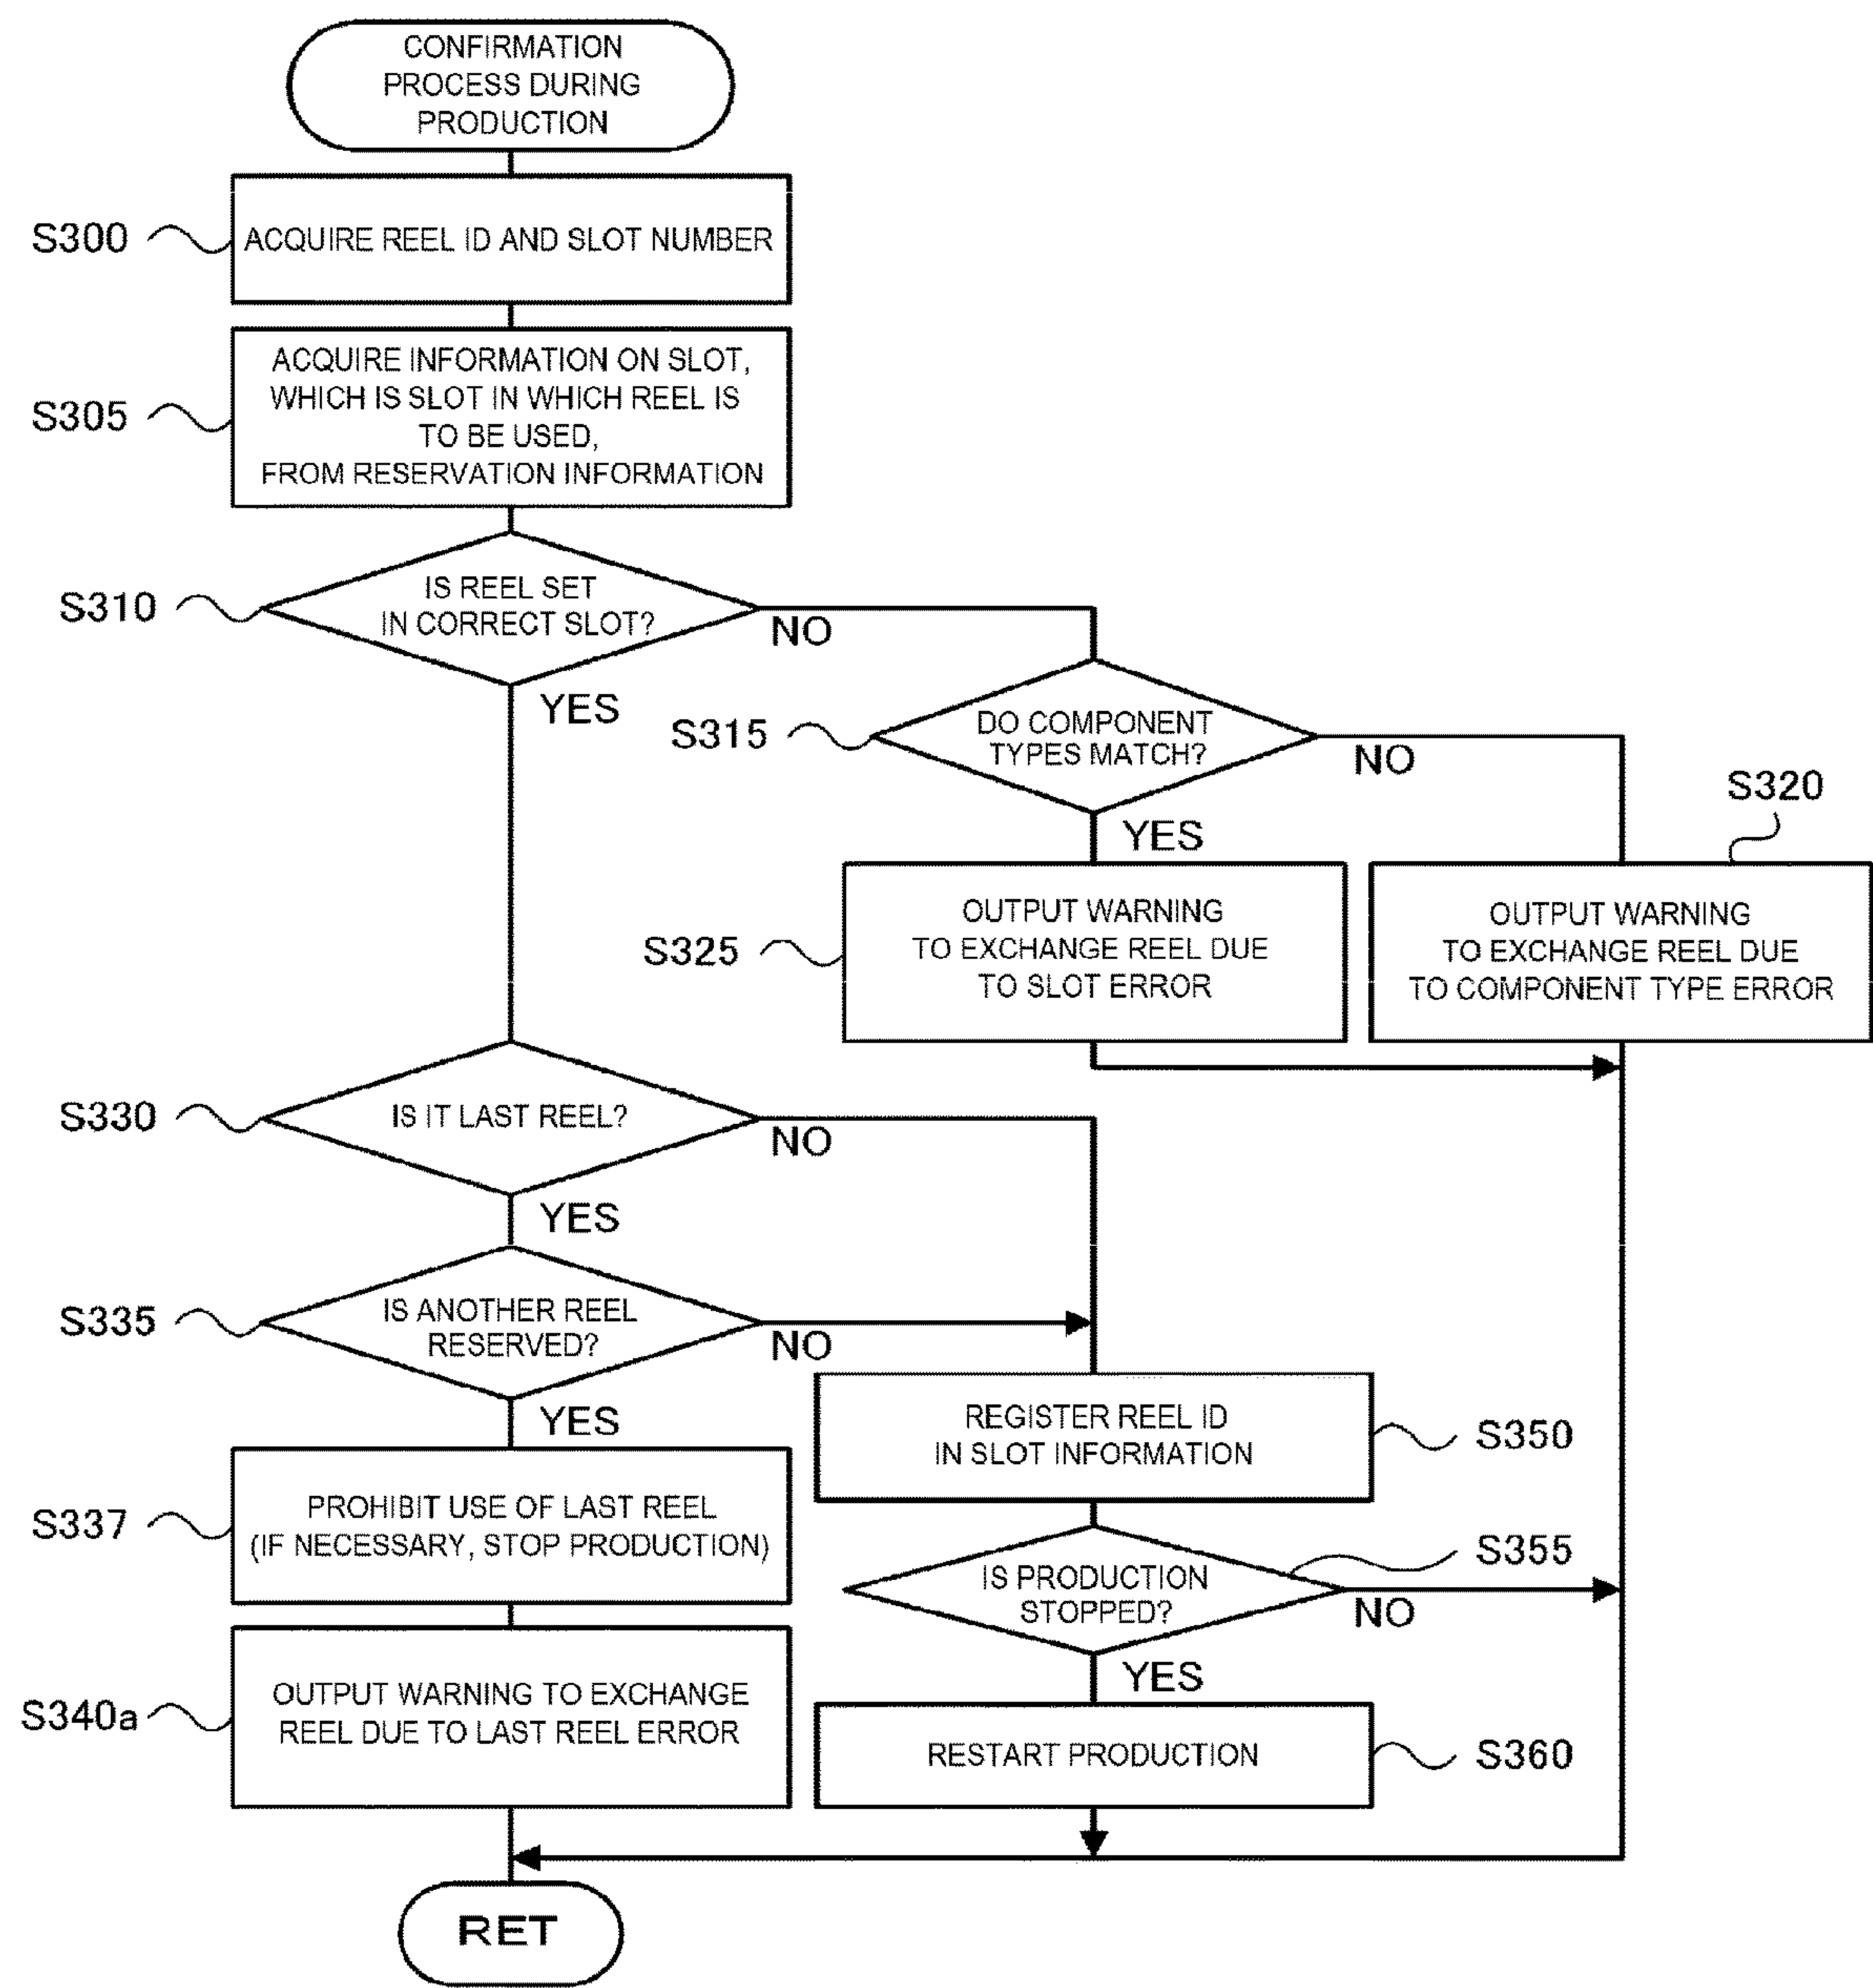 CONFIRMATION
PROCESS DURING
PRODUCTION
S300
ACQUIRE REEL ID AND SLOT NUMBER
S305
ACQUIRE INFORMATION ON SLOT,
WHICH IS SLOT IN WHICH REEL IS
TO BE USED,
FROM RESERVATION INFORMATION
S310
IS REEL SET
IN CORRECT SLOT?
NO
YES
S315
DO COMPONENT
TYPES MATCH?
NO
YES
S320
S325
OUTPUT WARNING
TO EXCHANGE REEL DUE
TO SLOT ERROR
OUTPUT WARNING
TO EXCHANGE REEL DUE
TO COMPONENT TYPE ERROR
S330
IS IT LAST REEL?
NO
YES
S335
IS ANOTHER REEL
RESERVED?
NO
YES
S337
PROHIBIT USE OF LAST REEL
(IF NECESSARY, STOP PRODUCTION)
S340a
OUTPUT WARNING TO EXCHANGE
REEL DUE TO LAST REEL ERROR
REGISTER REEL ID
IN SLOT INFORMATION
S350
S355
IS PRODUCTION
STOPPED?
NO
YES
RESTART PRODUCTION
S360
RET